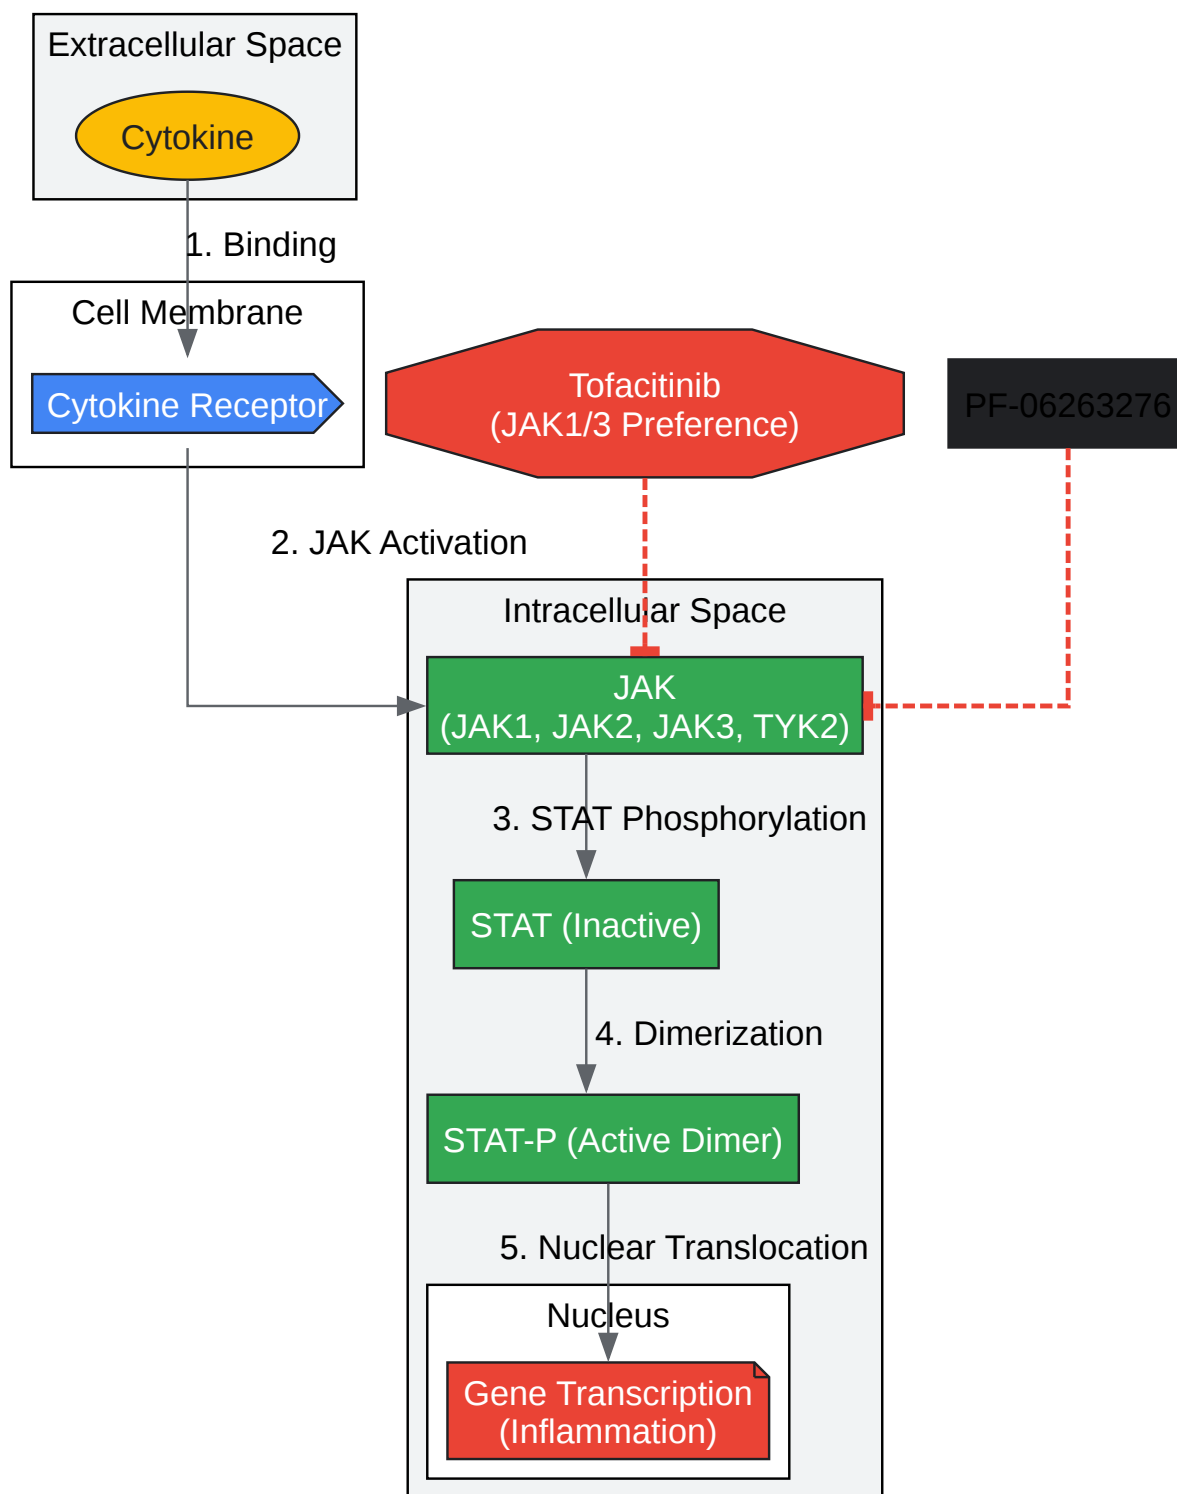 Extracellular Space
Cytokine
1. Binding
Cell Membrane
Cytokine Receptor
Tofacitinib
(JAK1/3 Preference)
PF-06263276
2. JAK Activation
Intracellular Space
JAK
(JAK1, JAK2, JAK3, TYK2)
3. STAT Phosphorylation
STAT (Inactive)
4. Dimerization
STAT-P (Active Dimer)
5. Nuclear Translocation
Nucleus
Gene Transcription
(Inflammation)